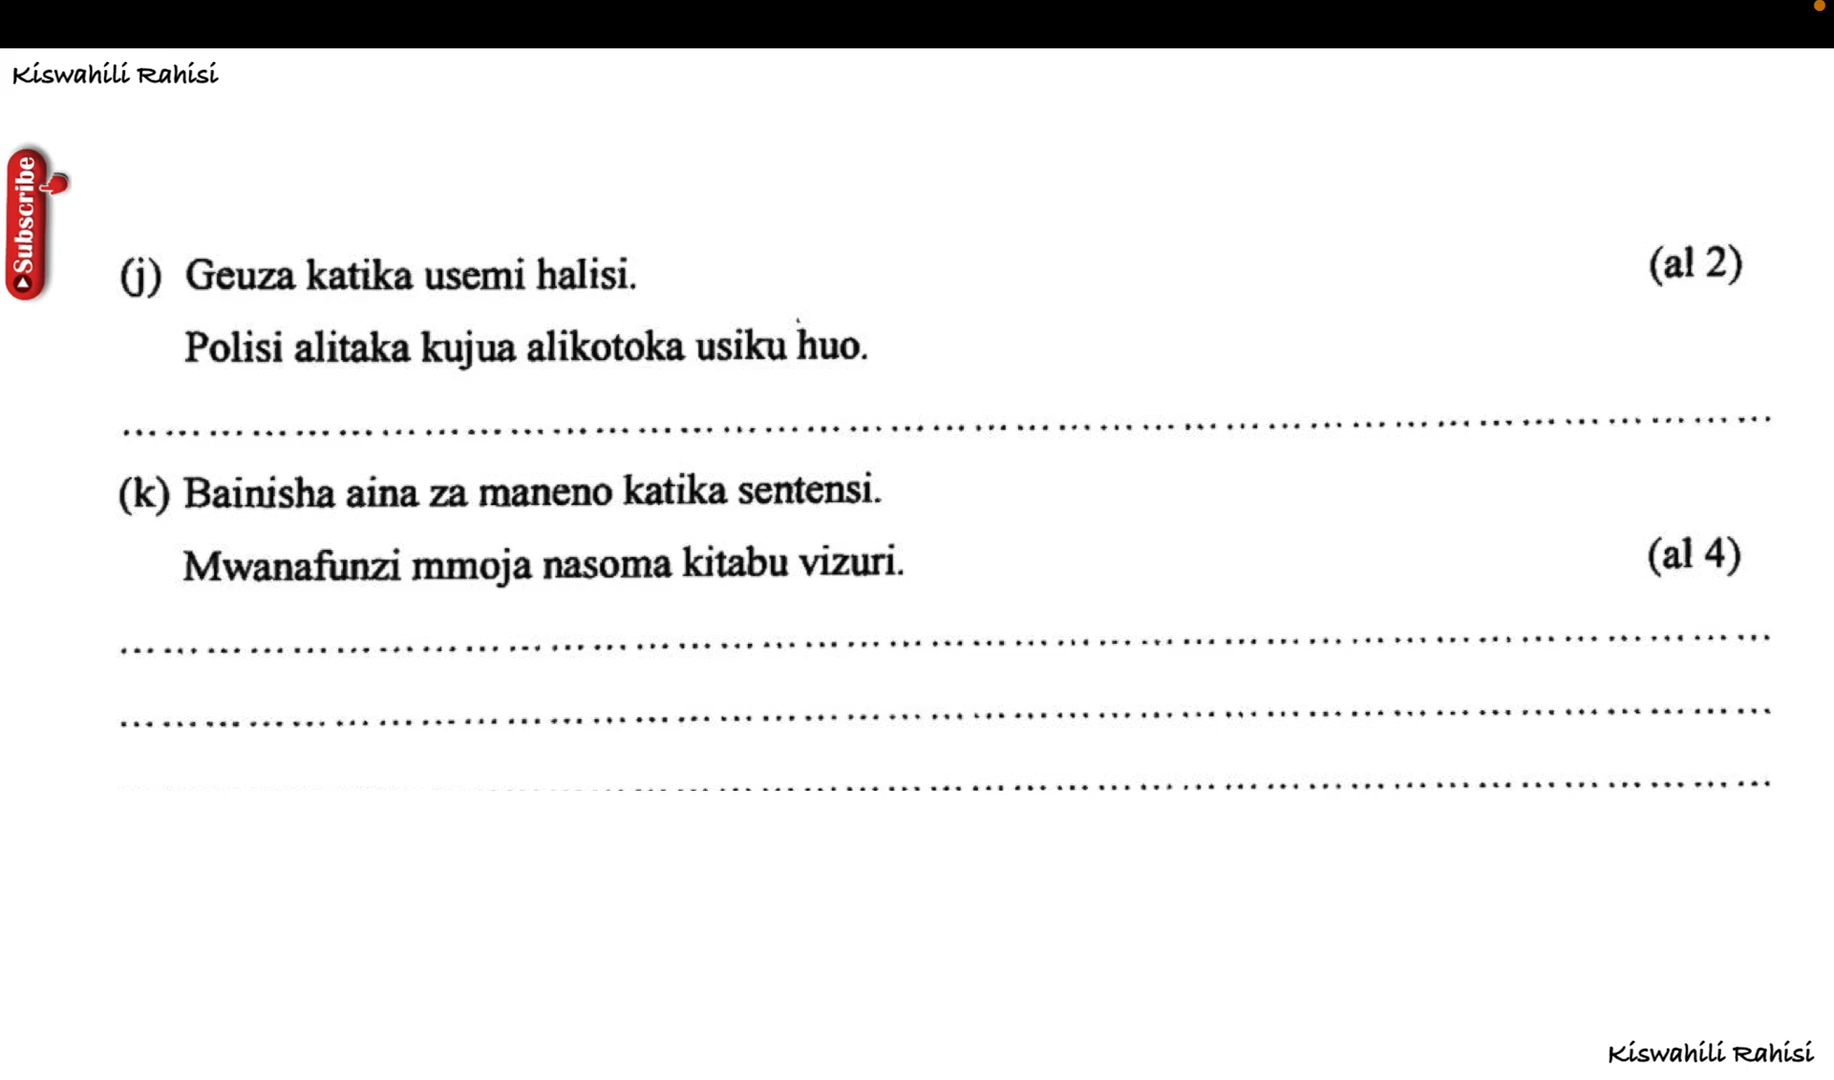 Kiswahili Rahisi
Subscribe
(j) Geuza katika usemi halisi. (al 2)
Polisi alitaka kujua alikotoka usiku huo.
(k) Bainisha aina za maneno katika sentensi.
Mwanafunzi mmoja nasoma kitabu vizuri. (al 4)
Kiswahili Rahisi